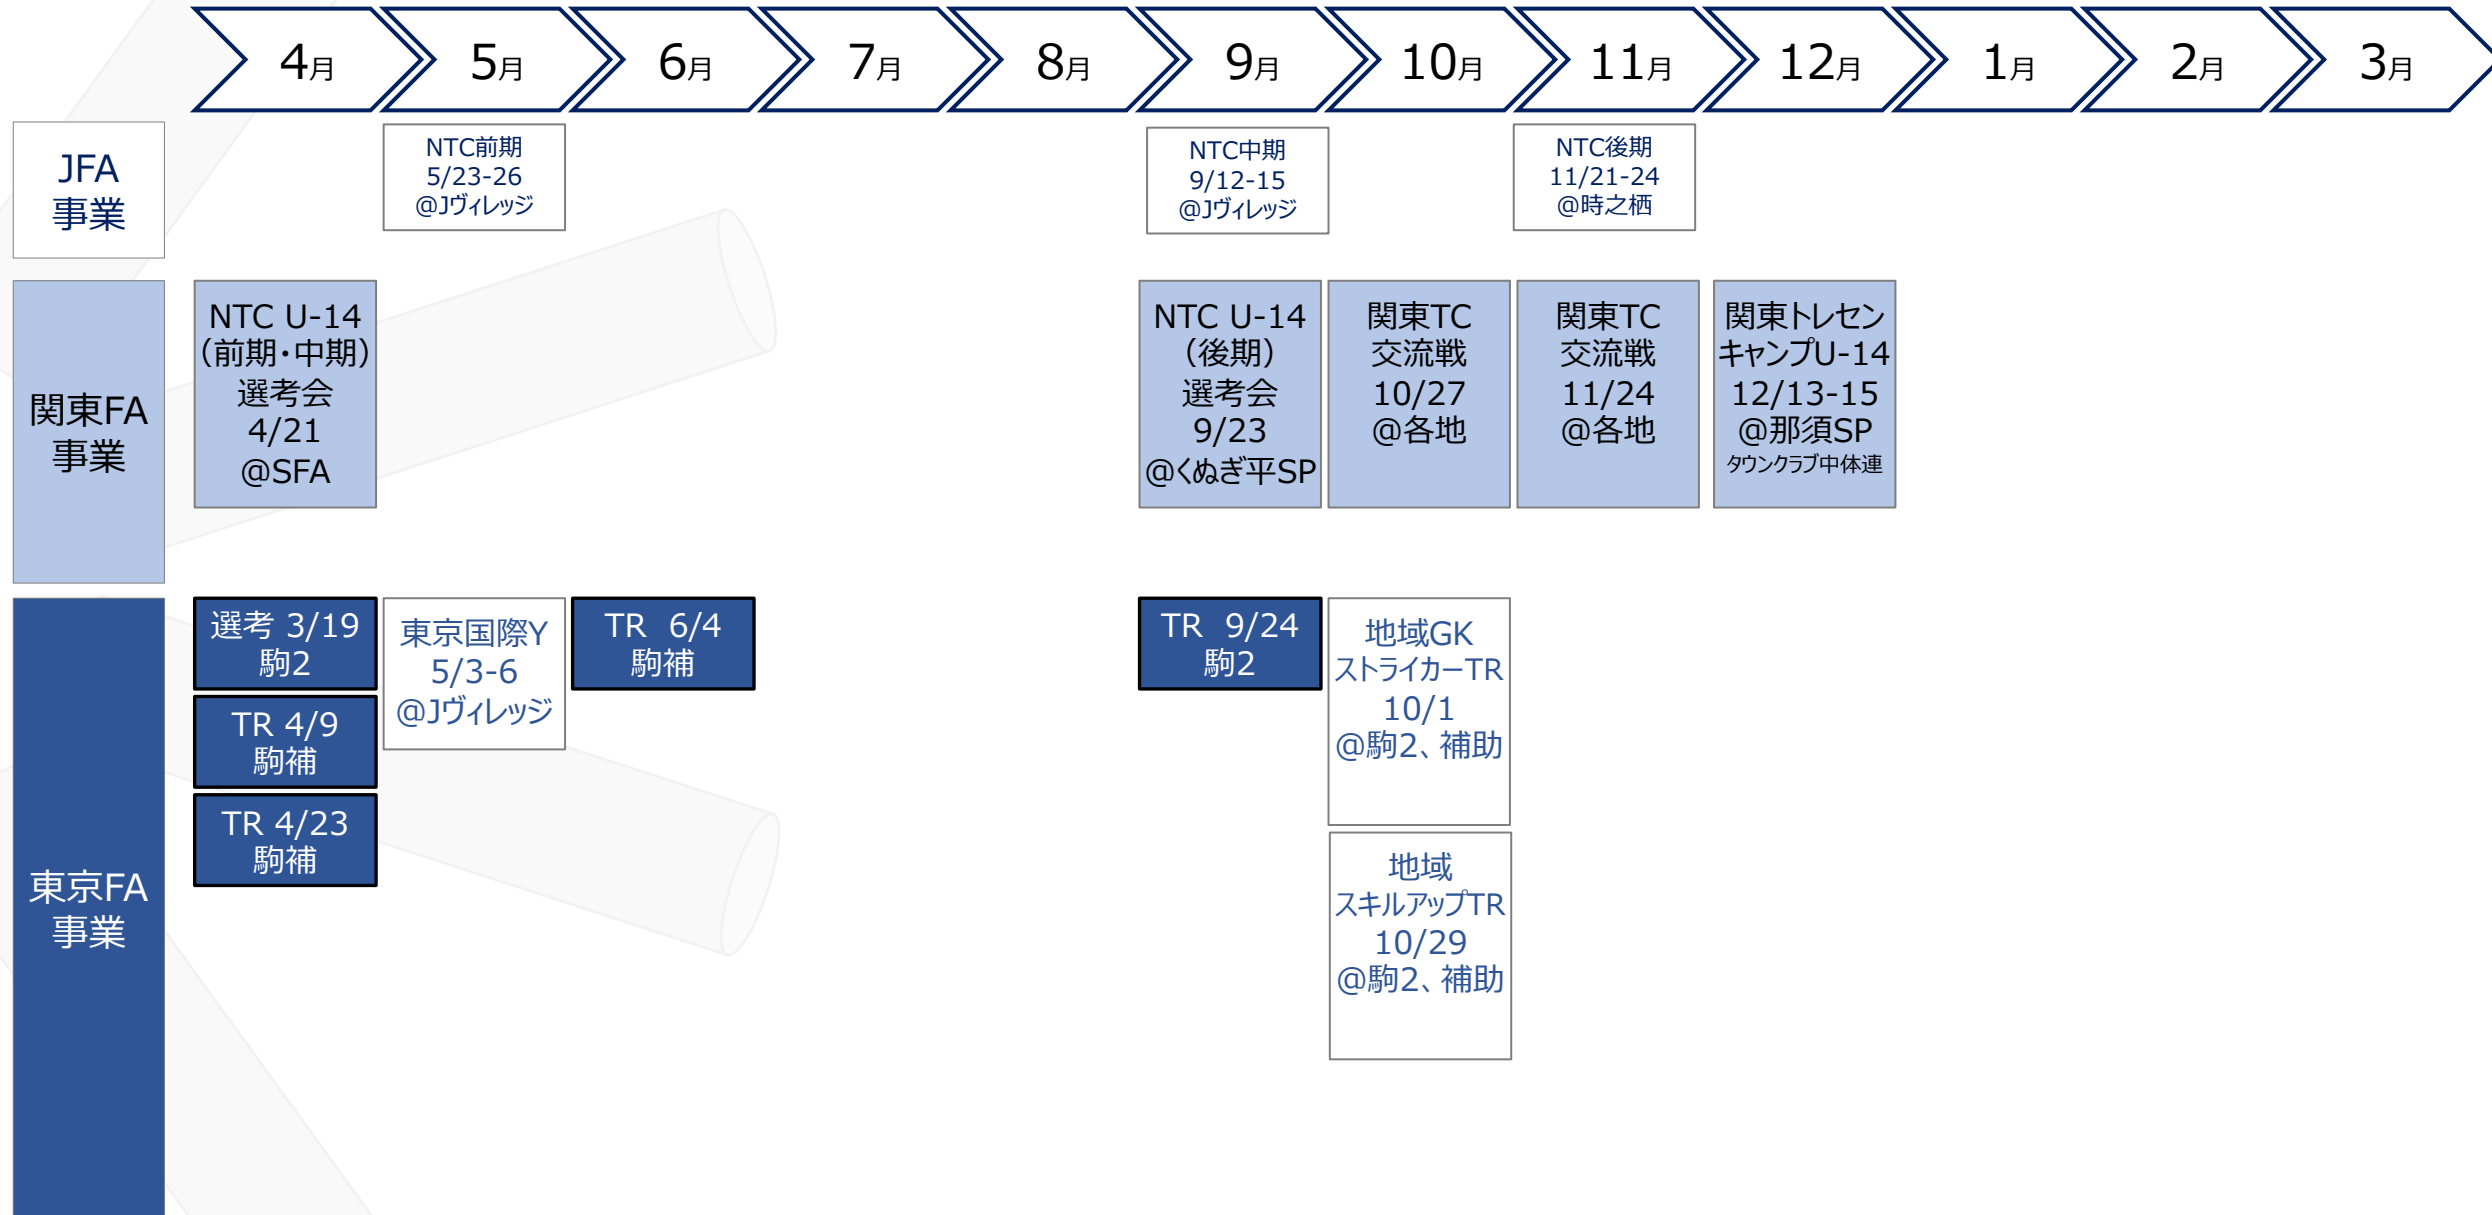 4月 5月 6月 7月 8月 9月 10月 11月 12月 1月 2月 3月
JFA
事業
NTC前期
5/23-26
@Jヴィレッジ
NTC中期
9/12-15
@Jヴィレッジ
NTC後期
11/21-24
@時之栖
関東FA
事業
NTC U-14
（前期・中期）
選考会
4/21
@SFA
NTC U-14
（後期）
選考会
9/23
@くぬぎ平SP
関東TC
交流戦
10/27
@各地
関東TC
交流戦
11/24
@各地
関東トレセン
キャンプU-14
12/13-15
@那須SP
タウンクラブ中体連
東京FA
事業
選考 3/19
駒2
TR 4/9
駒補
TR 4/23
駒補
東京国際Y
5/3-6
@Jヴィレッジ
TR 6/4
駒補
TR 9/24
駒2
地域GK
ストライカーTR
10/1
@駒2、補助
地域
スキルアップTR
10/29
@駒2、補助